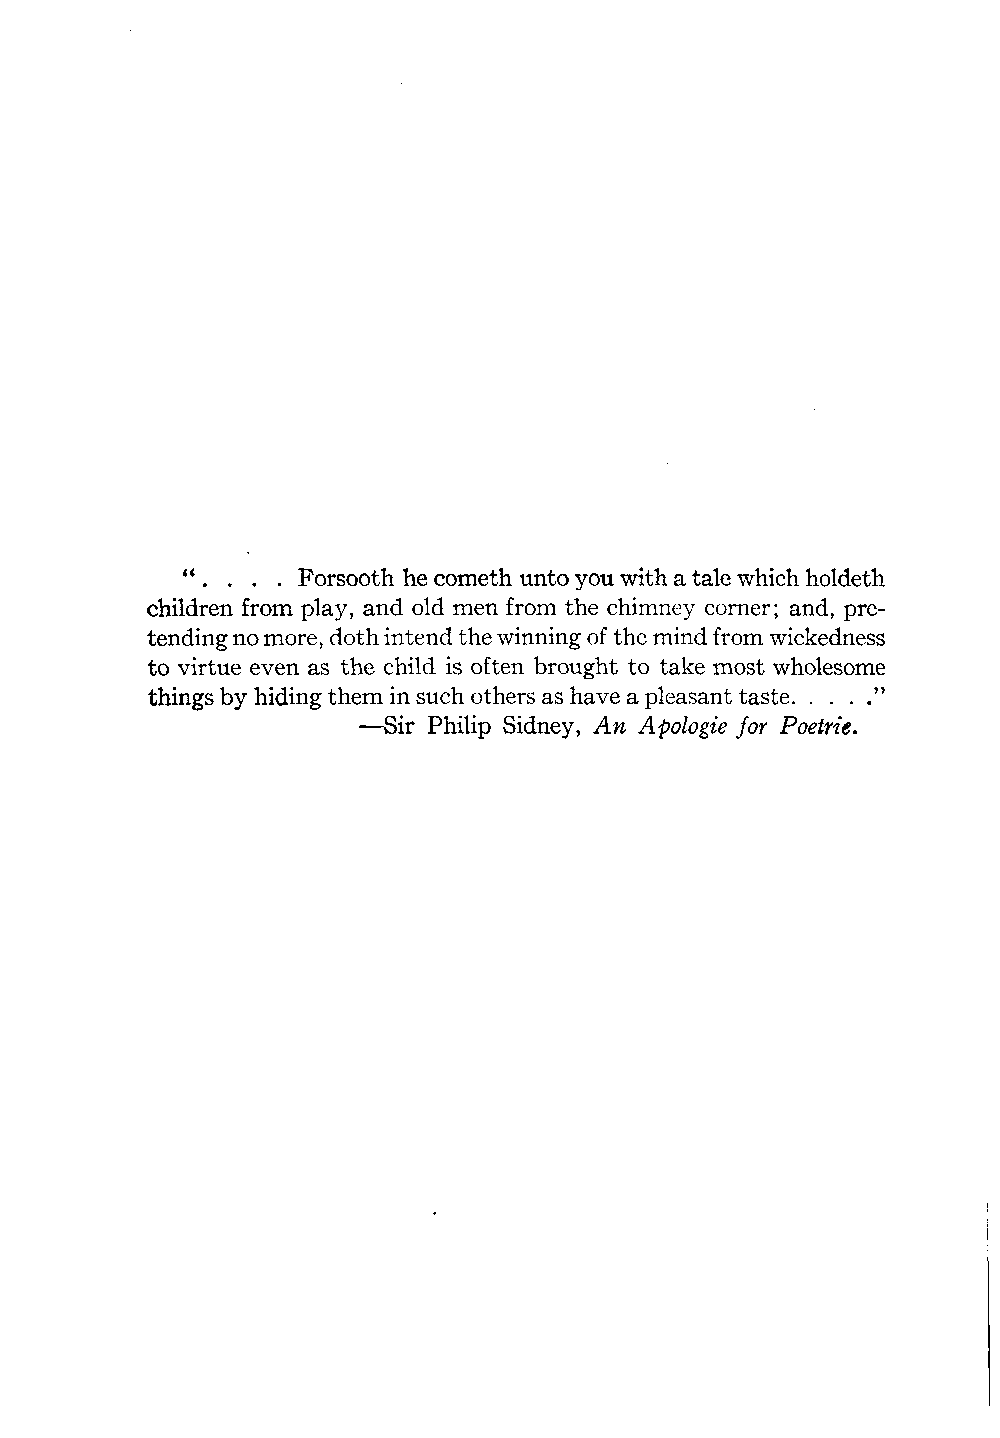 “. . . . Forsooth he cometh unto you with a tale which holdeth
children from play, and old men from the chimney corner; and, pre-
tending no more, doth intend the winning of the mind from wickedness
to virtue even as the child is often brought to take most wholesome
things by hiding them in such others as have a pleasant taste. . . . .”
—Sir Philip Sidney, An Apologie for Poetrie.